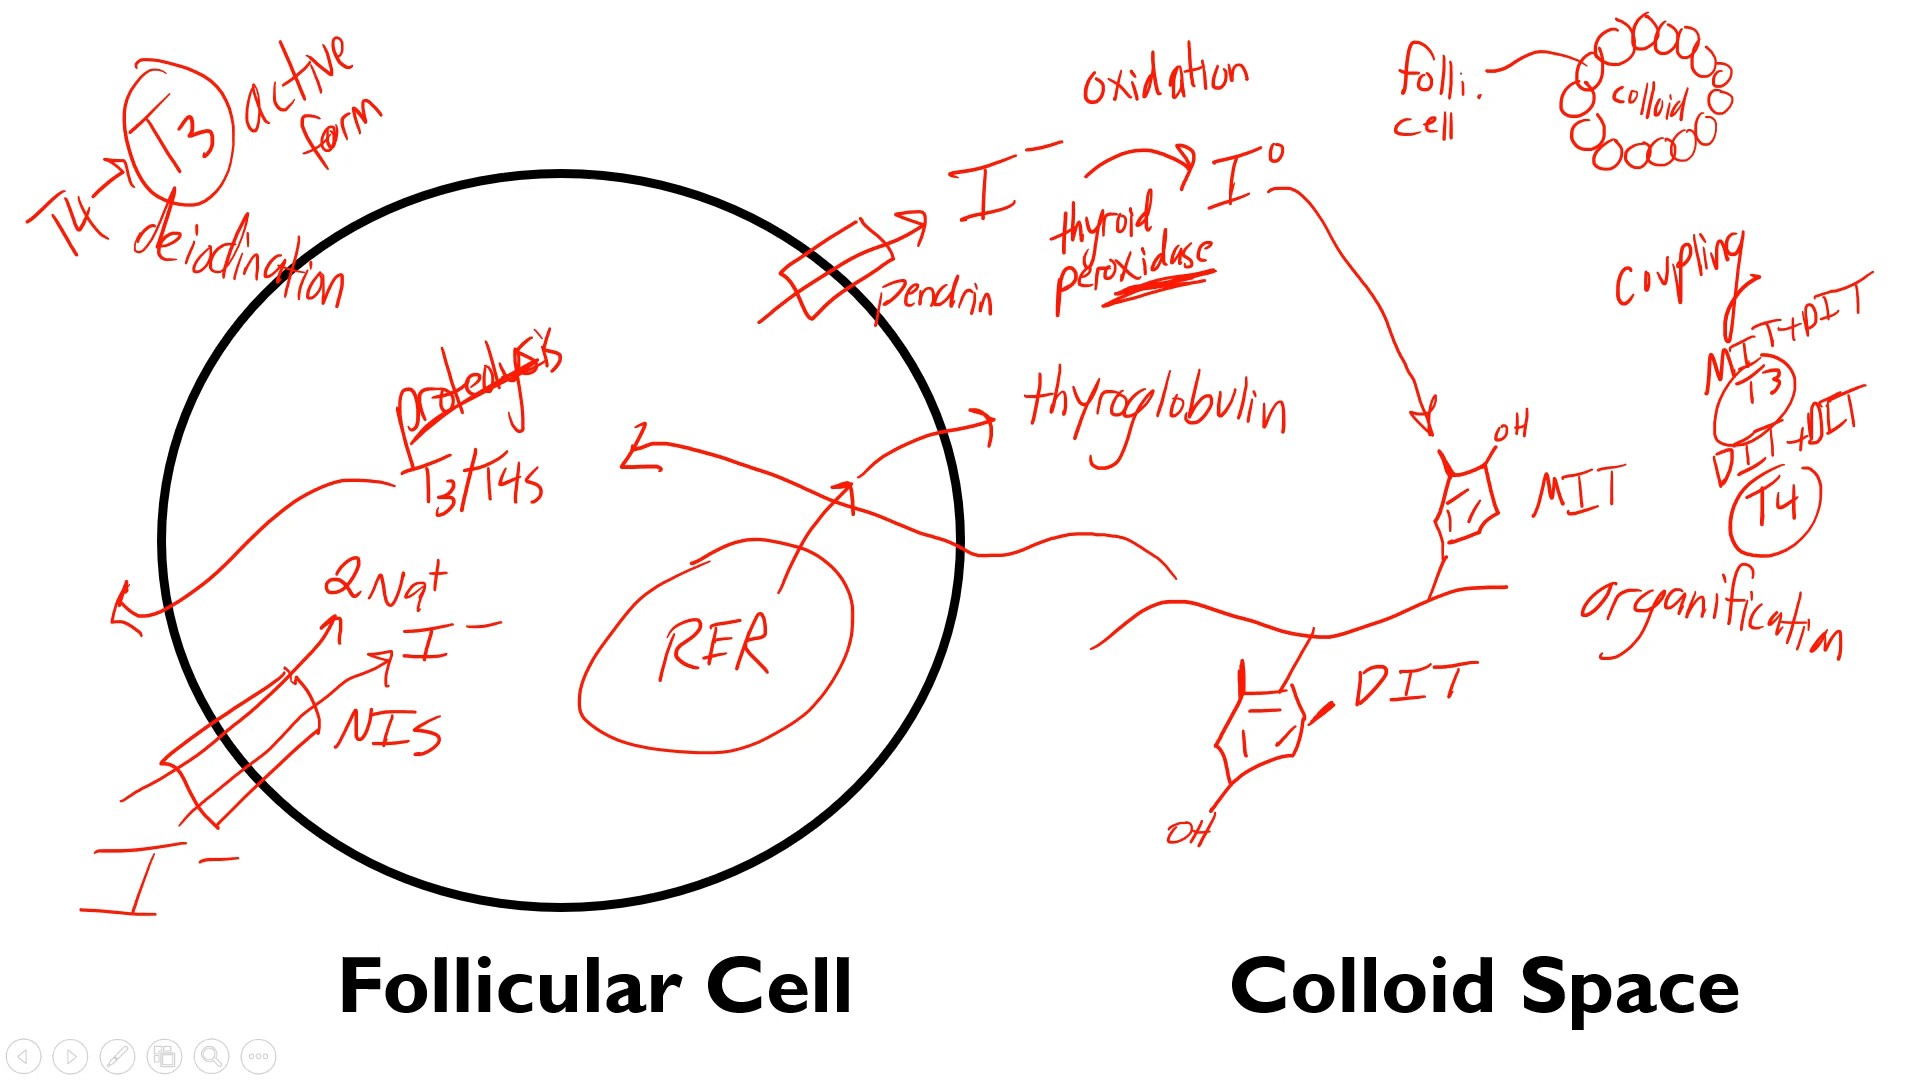 T3
active
form
T4
deiodination
oxidation
I⁻
I⁰
thyroid
peroxidase
pendrin
folli.
cell
colloid
coupling
MIT+DIT
T3
DIT+DIT
T4
proteolysis
T3/T4s
thyroglobulin
OH
MIT
organification
2Na⁺
I⁻
NIS
RER
DIT
OH
I⁻
Follicular Cell
Colloid Space